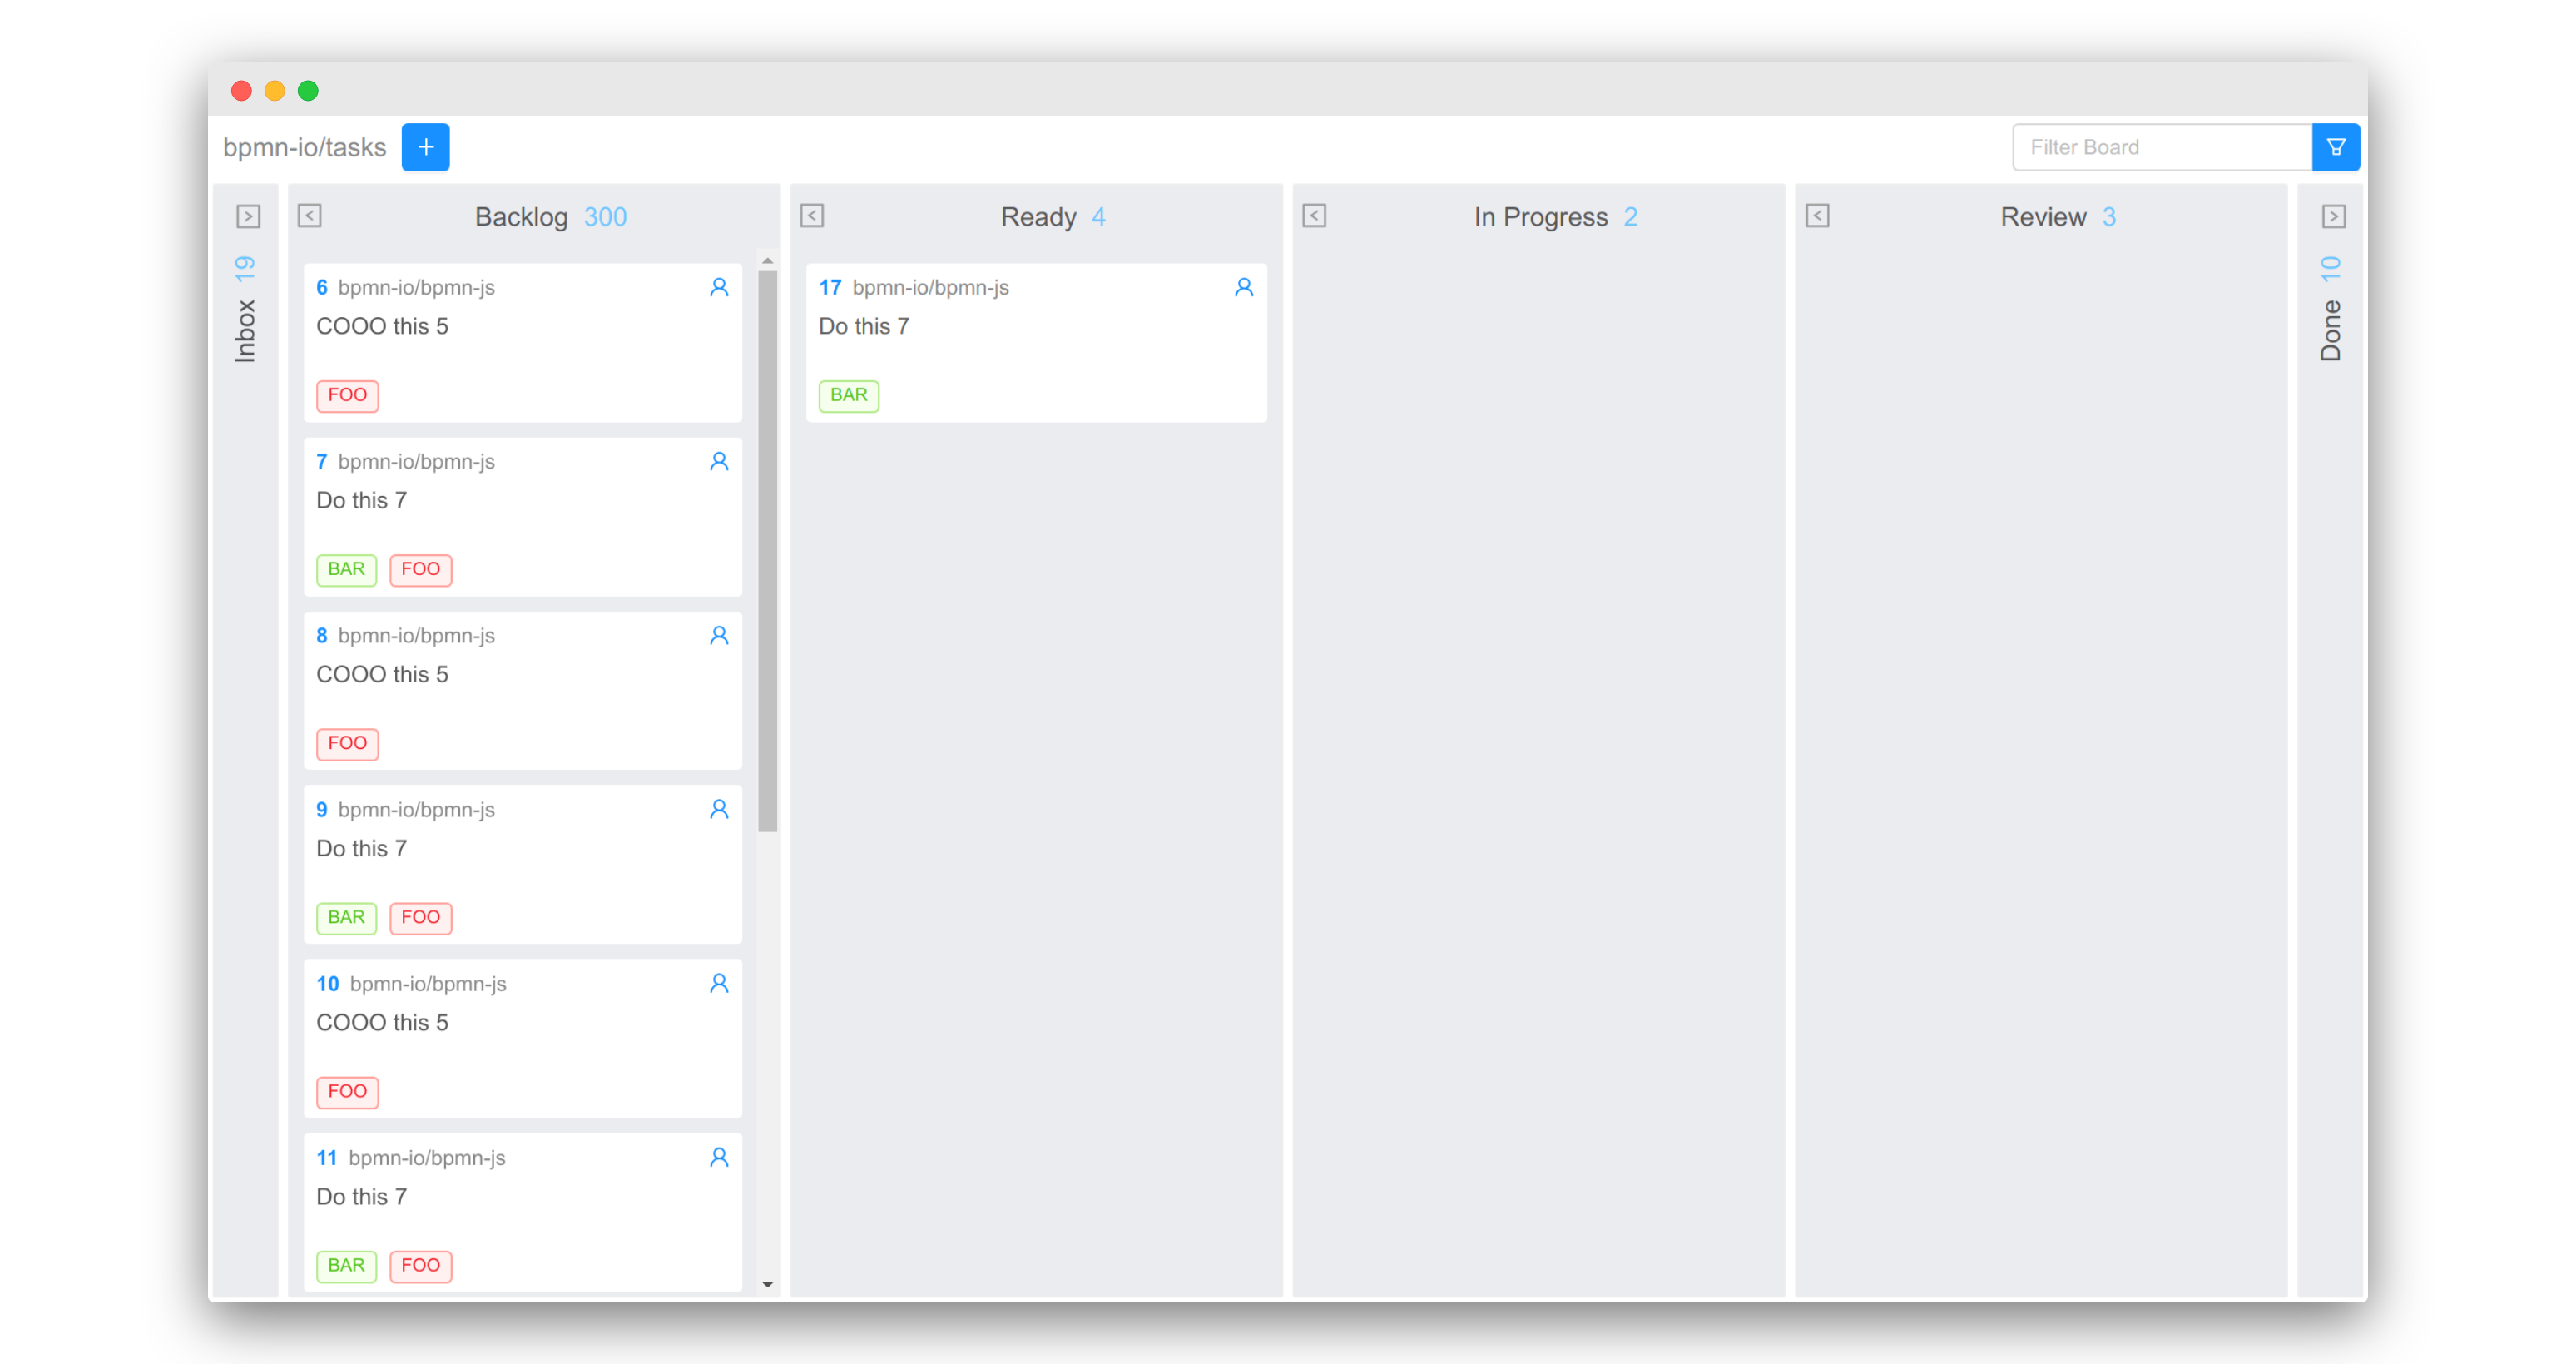 bpmn-io/tasks
Filter Board
Inbox 19
Backlog 300
6 bpmn-io/bpmn-js
COOO this 5
FOO
7 bpmn-io/bpmn-js
Do this 7
BAR FOO
8 bpmn-io/bpmn-js
COOO this 5
FOO
9 bpmn-io/bpmn-js
Do this 7
BAR FOO
10 bpmn-io/bpmn-js
COOO this 5
FOO
11 bpmn-io/bpmn-js
Do this 7
BAR FOO
Ready 4
17 bpmn-io/bpmn-js
Do this 7
BAR
In Progress 2
Review 3
Done 10